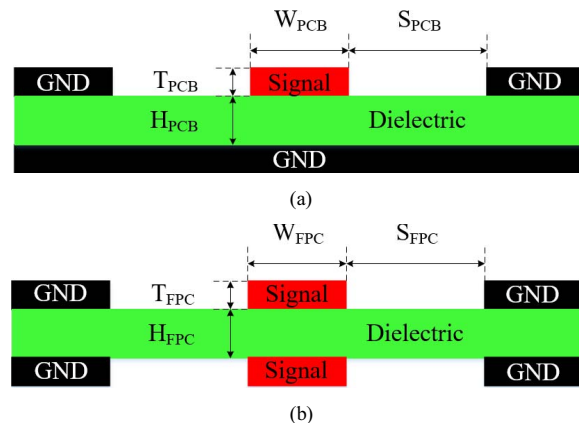 W_PCB S_PCB
GND T_PCB Signal GND
H_PCB Dielectric
GND
(a)
W_FPC S_FPC
GND T_FPC Signal GND
H_FPC Dielectric
GND Signal GND
(b)